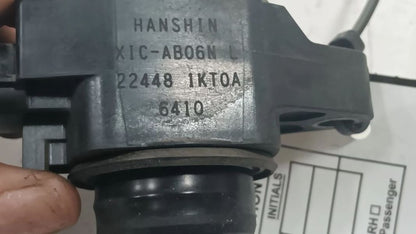 HANSHIN
XIC-AB06N L
22448 1KT0A
6410
INITIALS
RH
Passenger